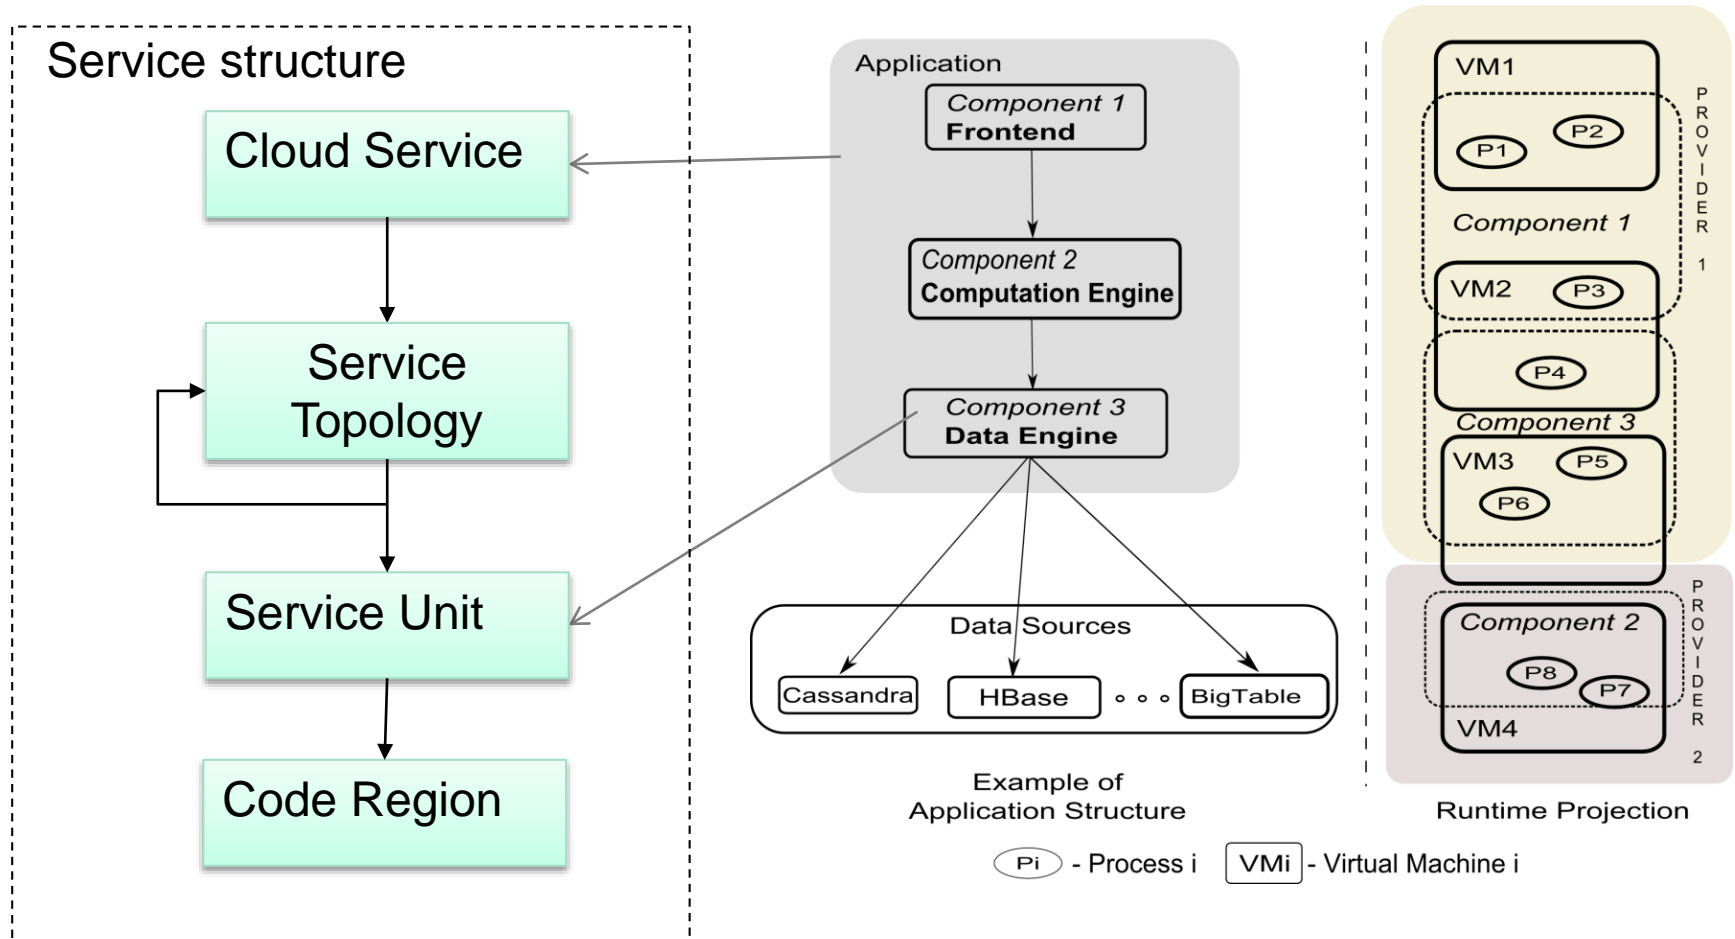 Service structure
Cloud Service
Service
Topology
Service Unit
Code Region
Application
Component 1
Frontend
Component 2
Computation Engine
Component 3
Data Engine
Data Sources
Cassandra
HBase
BigTable
Example of
Application Structure
Pi - Process i
VMi - Virtual Machine i
VM1
P1
P2
Component 1
VM2
P3
P4
Component 3
VM3
P5
P6
PROVIDER 1
Component 2
P8
P7
VM4
PROVIDER 2
Runtime Projection